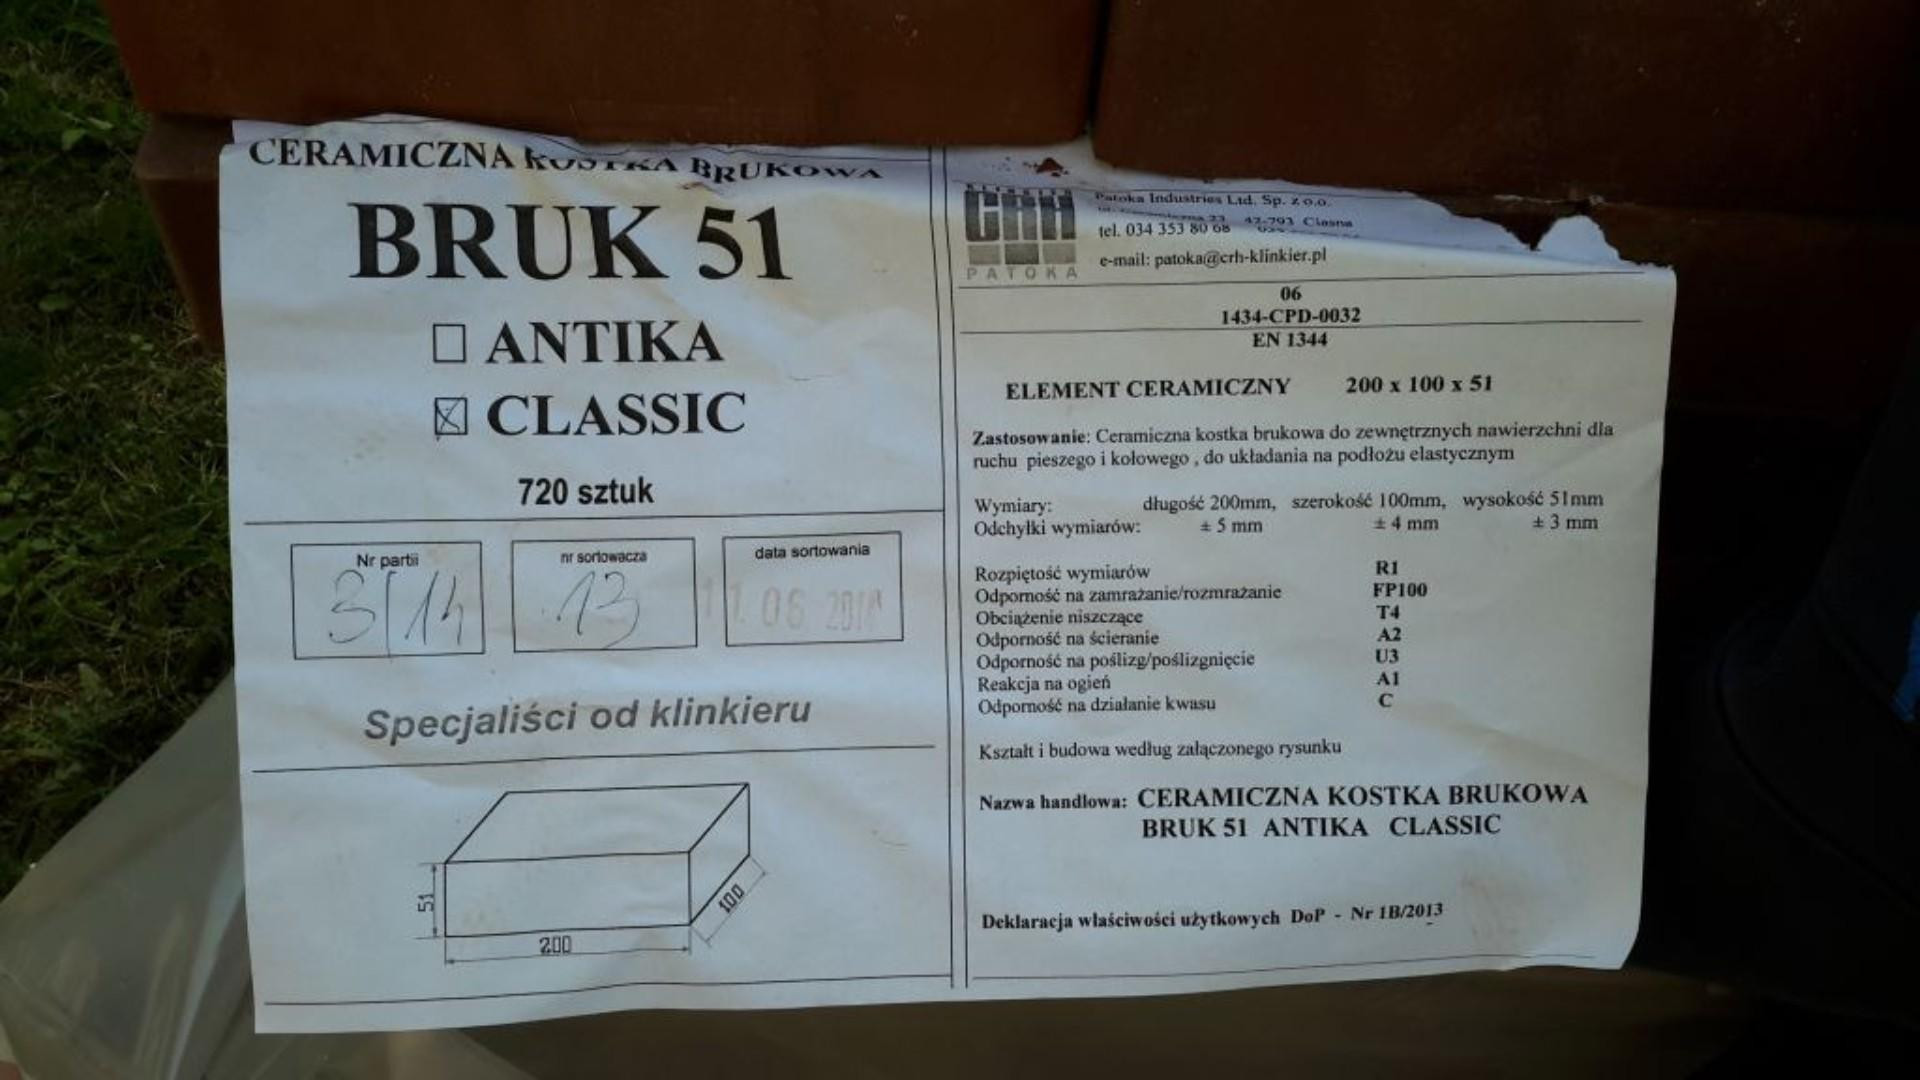 CERAMICZNA KOSTKA BRUKOWA
BRUK 51
ANTIKA
CLASSIC
720 sztuk
Nr partii
3/14
nr sortowacza
13
data sortowania
11.06.2014
Specjaliści od klinkieru
51
200
100
KLINKIER
CRH
PATOKA
Patoka Industries Ltd. Sp. z o.o.
ul. Ceramiczna 23 42-793 Ciasna
tel. 034 353 80 68
e-mail: patoka@crh-klinkier.pl
06
1434-CPD-0032
EN 1344
ELEMENT CERAMICZNY 200 x 100 x 51
Zastosowanie: Ceramiczna kostka brukowa do zewnętrznych nawierzchni dla
ruchu pieszego i kołowego , do układania na podłożu elastycznym
Wymiary: długość 200mm, szerokość 100mm, wysokość 51mm
Odchyłki wymiarów: ± 5 mm ± 4 mm ± 3 mm
Rozpiętość wymiarów R1
Odporność na zamrażanie/rozmrażanie FP100
Obciążenie niszczące T4
Odporność na ścieranie A2
Odporność na poślizg/poślizgnięcie U3
Reakcja na ogień A1
Odporność na działanie kwasu C
Kształt i budowa według załączonego rysunku
Nazwa handlowa: CERAMICZNA KOSTKA BRUKOWA
BRUK 51 ANTIKA CLASSIC
Deklaracja właściwości użytkowych DoP - Nr 1B/2013